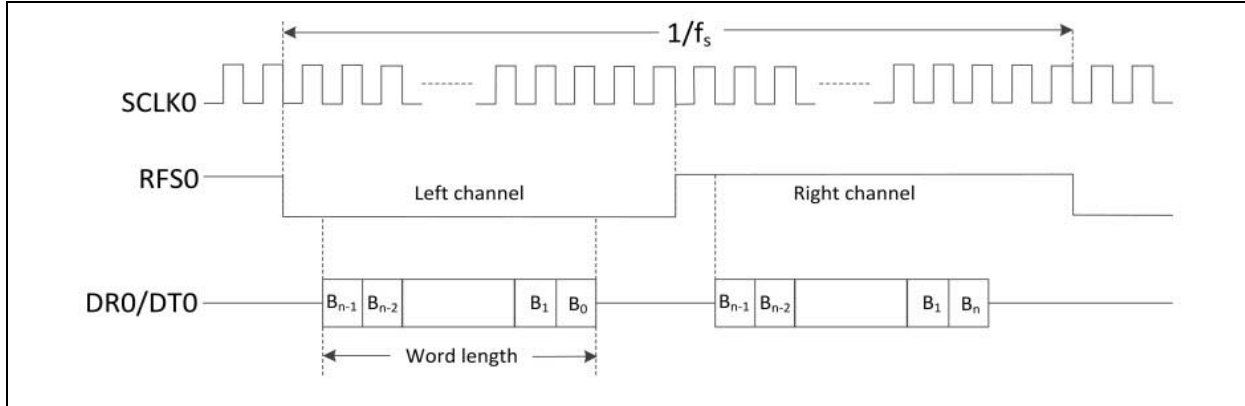 1/fs
SCLK0
RFS0
Left channel
Right channel
DR0/DT0
Bn-1 Bn-2 B1 B0 Bn-1 Bn-2 B1 Bn
Word length